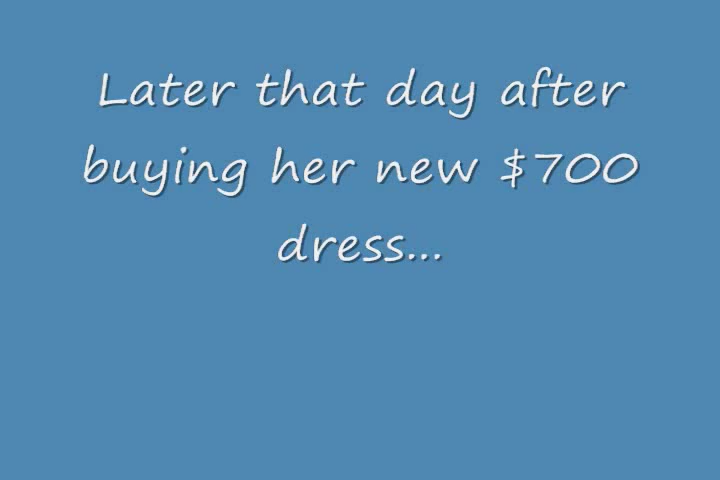 Later that day after
buying her new $700
dress...